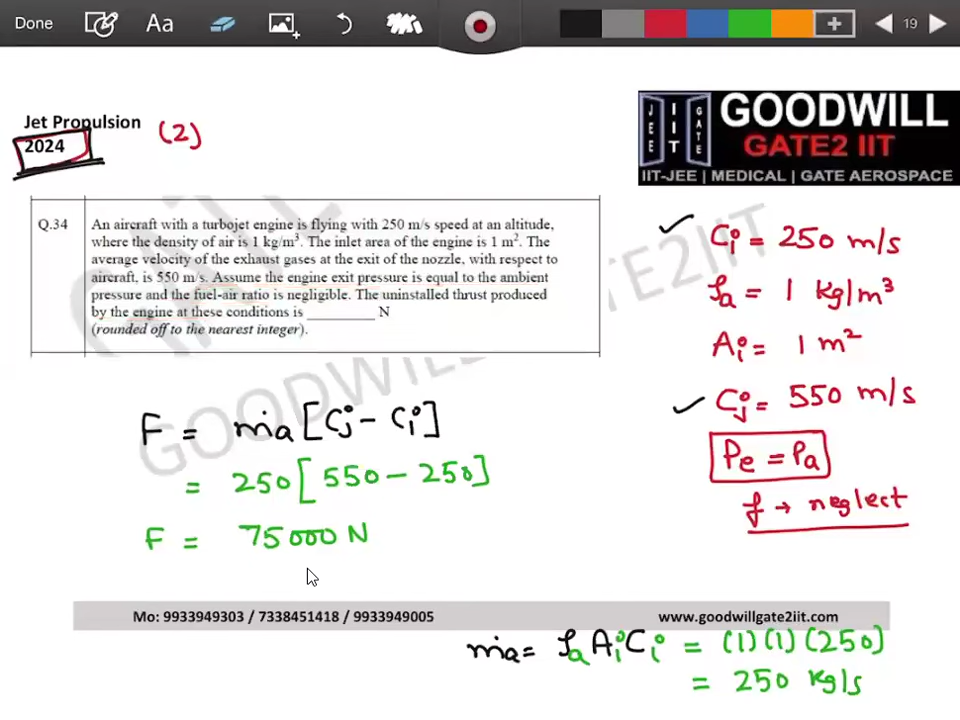 Done Aa 19
Jet Propulsion
2024 (2)
JEE IIT GATE
GOODWILL
GATE2 IIT
IIT-JEE | MEDICAL | GATE AEROSPACE
Q.34 An aircraft with a turbojet engine is flying with 250 m/s speed at an altitude,
where the density of air is 1 kg/m³. The inlet area of the engine is 1 m². The
average velocity of the exhaust gases at the exit of the nozzle, with respect to
aircraft, is 550 m/s. Assume the engine exit pressure is equal to the ambient
pressure and the fuel-air ratio is negligible. The uninstalled thrust produced
by the engine at these conditions is ________ N
(rounded off to the nearest integer).
✓ Ci = 250 m/s
ρa = 1 kg/m³
Ai = 1 m²
✓ Cj = 550 m/s
Pe = Pa
f → neglect
F = ṁa [Cj - Ci]
= 250 [550 - 250]
F = 75000 N
GOODWILL GATE2IIT
Mo: 9933949303 / 7338451418 / 9933949005 www.goodwillgate2iit.com
ṁa = ρa Ai Ci = (1) (1) (250)
= 250 kg/s